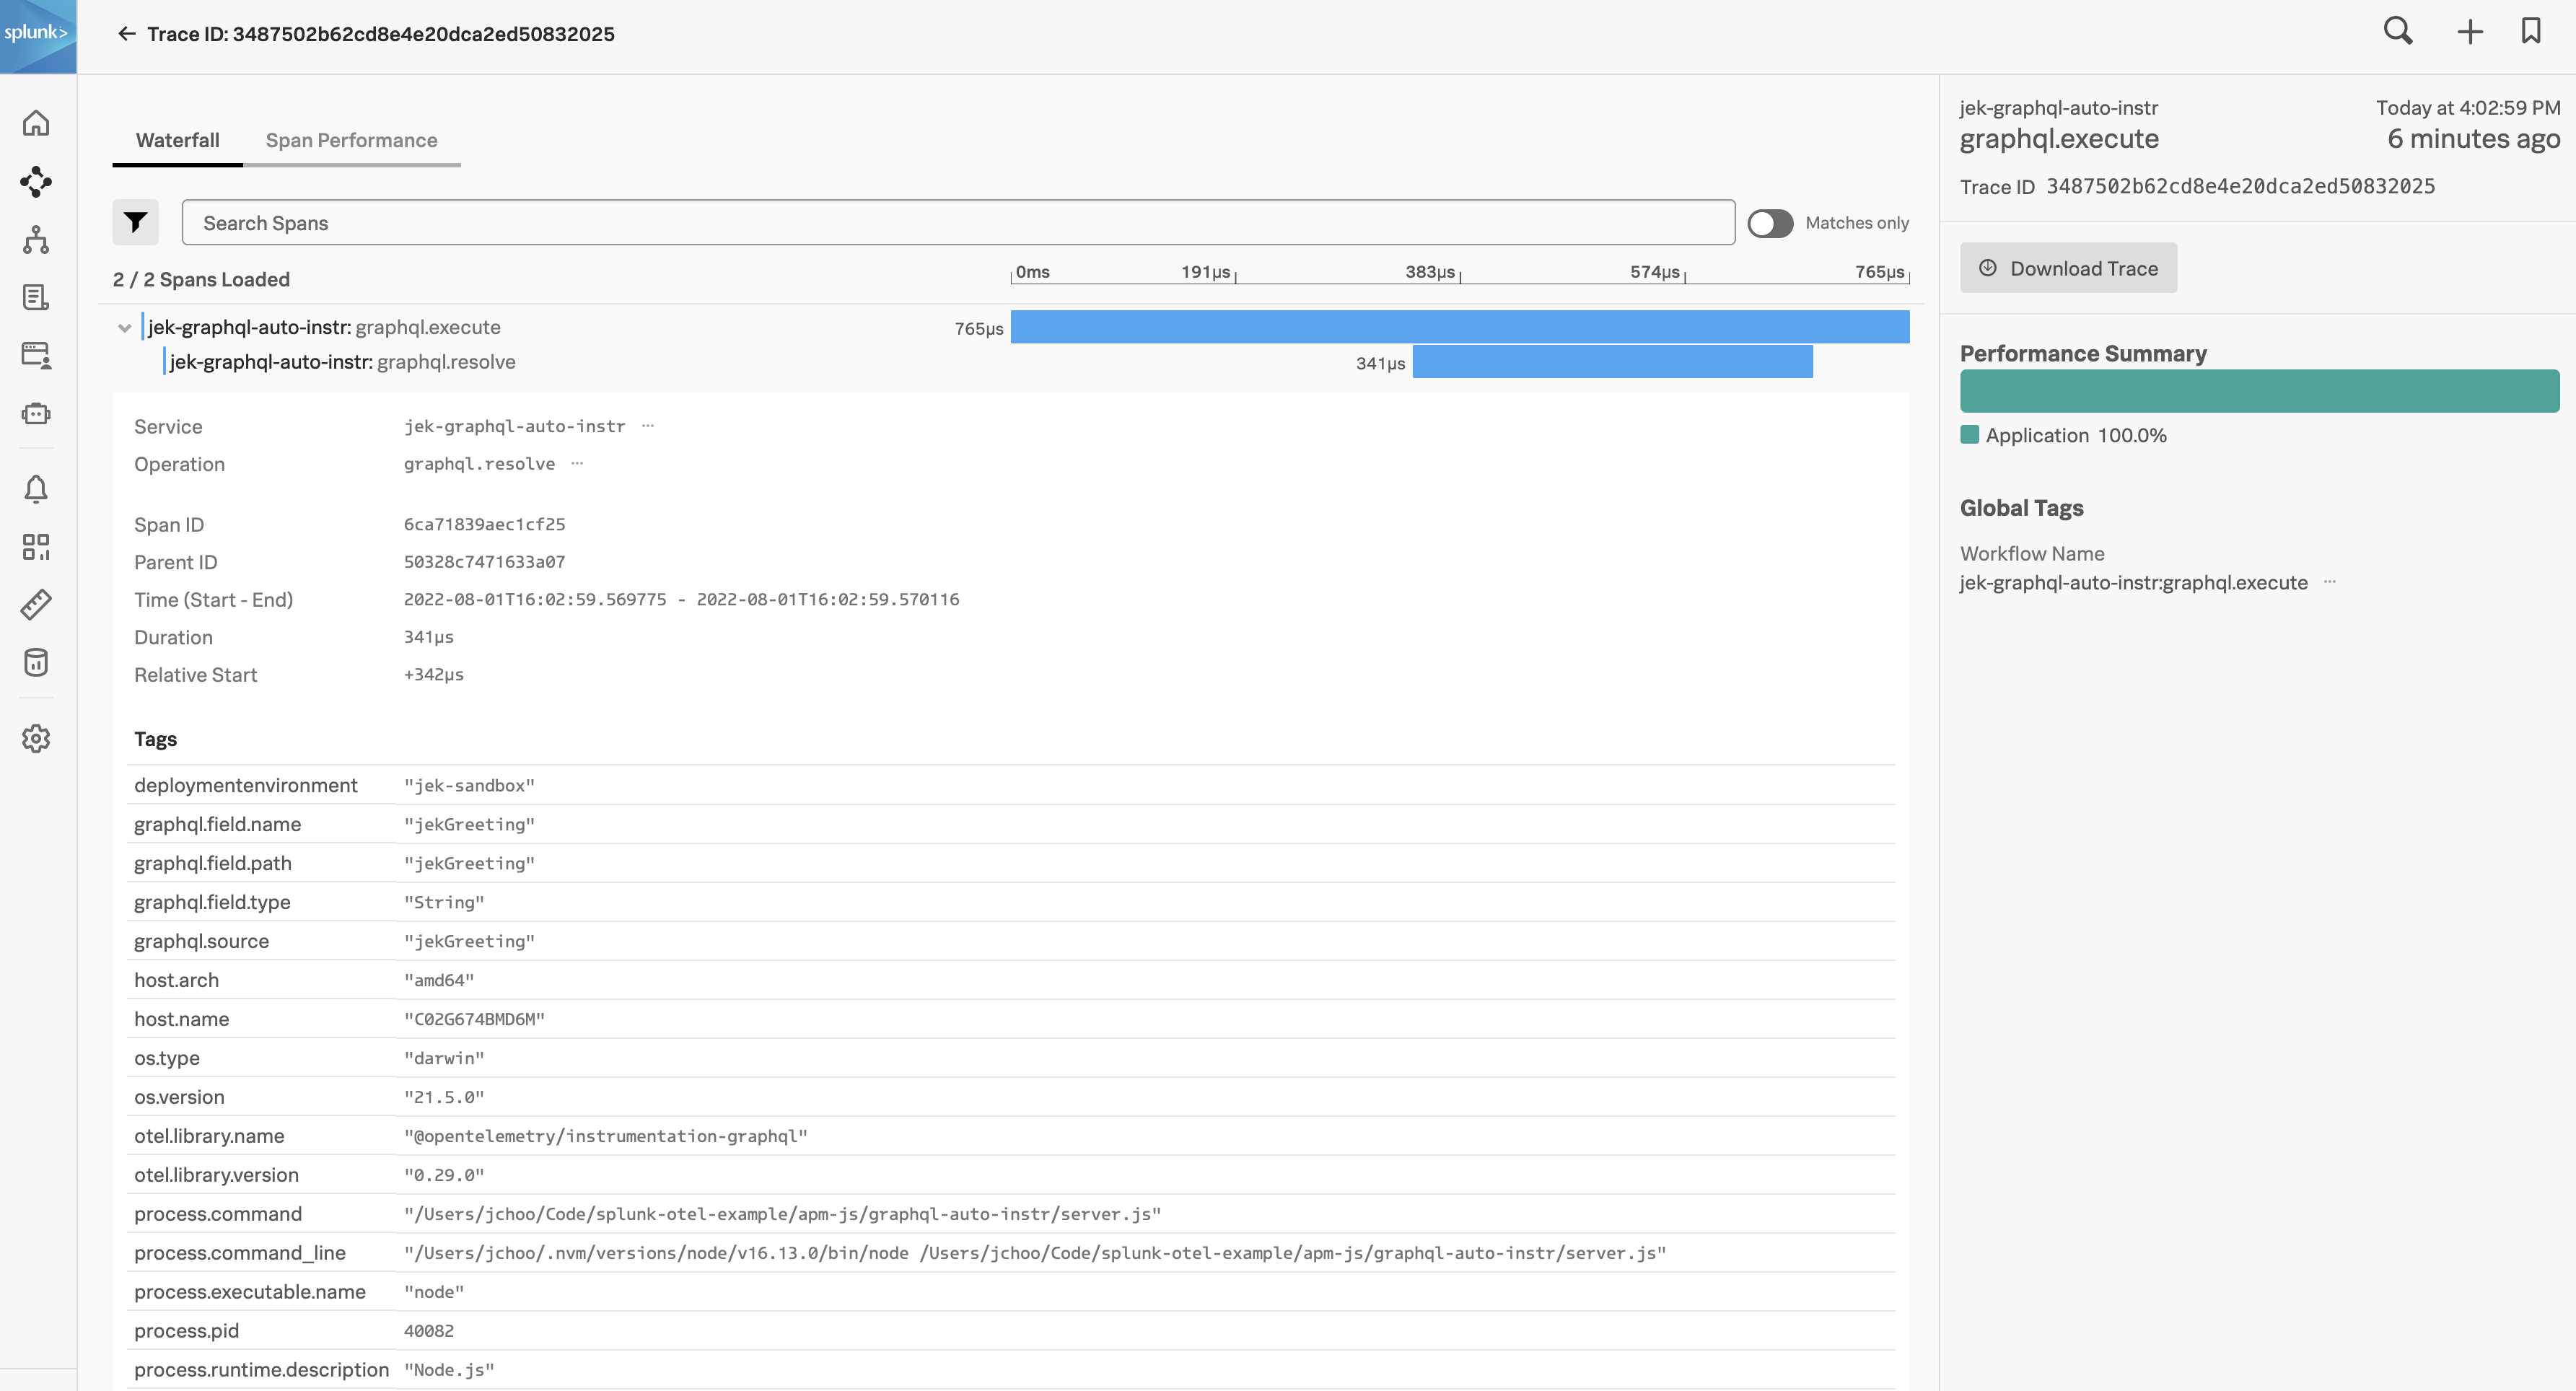 splunk>
Trace ID: 3487502b62cd8e4e20dca2ed50832025
Waterfall
Span Performance
Search Spans
Matches only
2 / 2 Spans Loaded
0ms 191μs 383μs 574μs 765μs
jek-graphql-auto-instr: graphql.execute 765μs
jek-graphql-auto-instr: graphql.resolve 341μs
Service jek-graphql-auto-instr ···
Operation graphql.resolve ···
Span ID 6ca71839aec1cf25
Parent ID 50328c7471633a07
Time (Start - End) 2022-08-01T16:02:59.569775 - 2022-08-01T16:02:59.570116
Duration 341μs
Relative Start +342μs
Tags
deploymentenvironment "jek-sandbox"
graphql.field.name "jekGreeting"
graphql.field.path "jekGreeting"
graphql.field.type "String"
graphql.source "jekGreeting"
host.arch "amd64"
host.name "C02G674BMD6M"
os.type "darwin"
os.version "21.5.0"
otel.library.name "@opentelemetry/instrumentation-graphql"
otel.library.version "0.29.0"
process.command "/Users/jchoo/Code/splunk-otel-example/apm-js/graphql-auto-instr/server.js"
process.command_line "/Users/jchoo/.nvm/versions/node/v16.13.0/bin/node /Users/jchoo/Code/splunk-otel-example/apm-js/graphql-auto-instr/server.js"
process.executable.name "node"
process.pid 40082
process.runtime.description "Node.js"
jek-graphql-auto-instr Today at 4:02:59 PM
graphql.execute 6 minutes ago
Trace ID 3487502b62cd8e4e20dca2ed50832025
Download Trace
Performance Summary
Application 100.0%
Global Tags
Workflow Name
jek-graphql-auto-instr:graphql.execute ···